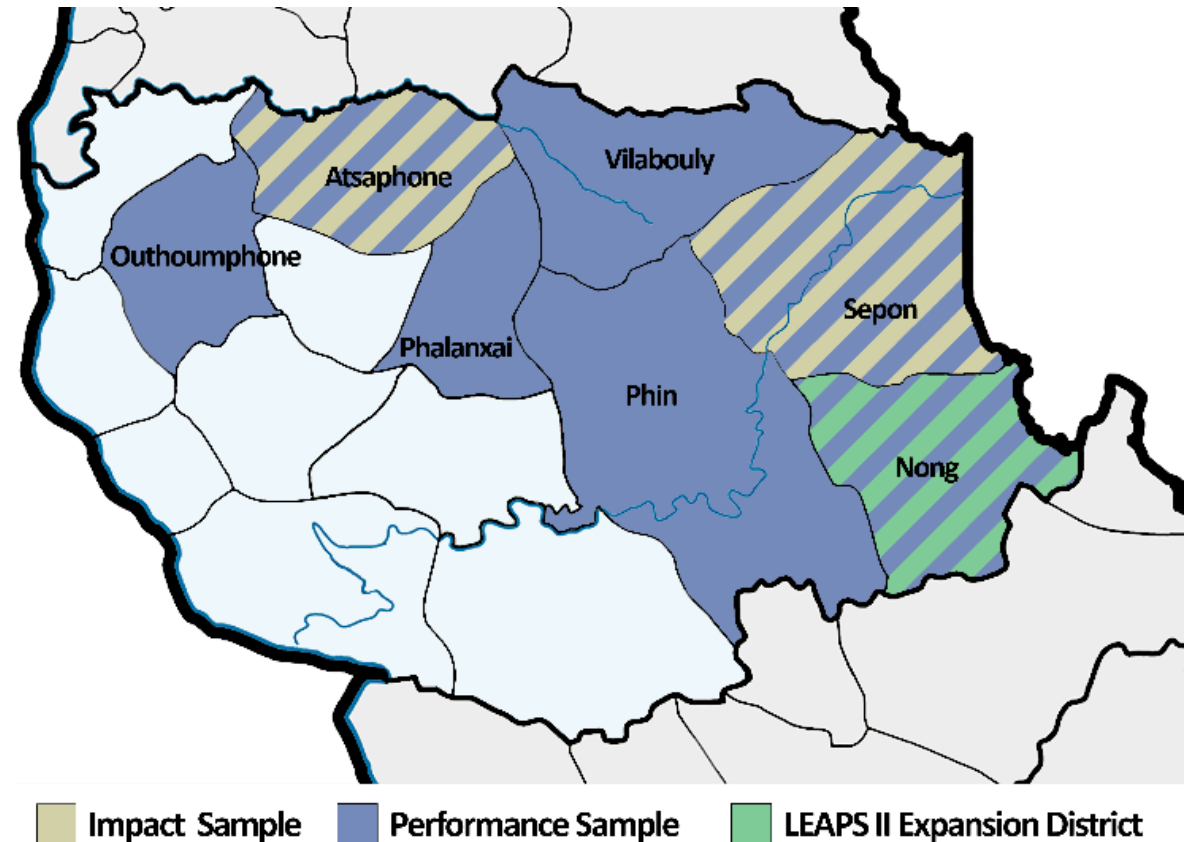 Vilabouly
Atsaphone
Outhoumphone
Sepon
Phalanxai
Phin
Nong
Impact Sample
Performance Sample
LEAPS II Expansion District